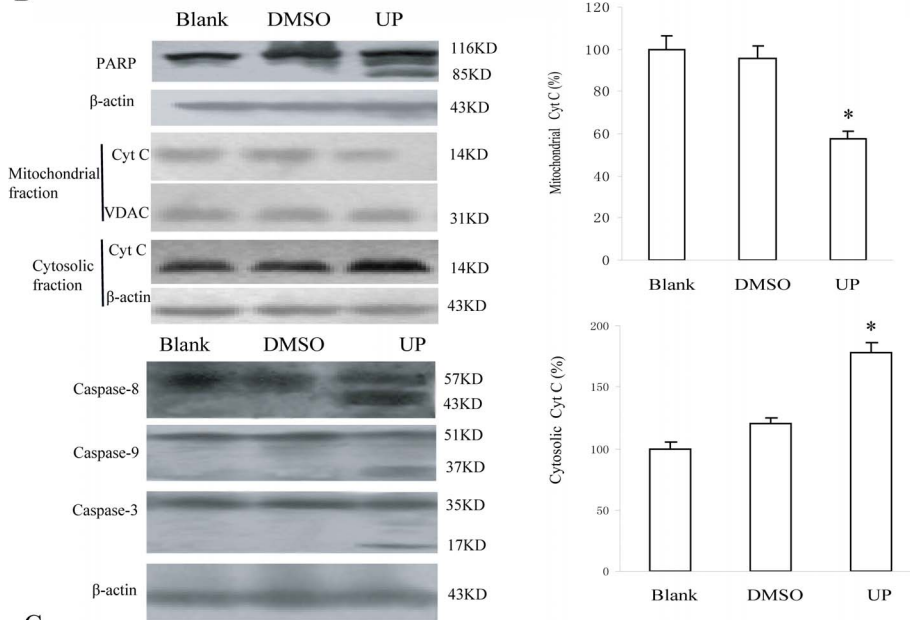 Blank DMSO UP
PARP
116KD
85KD
β-actin
43KD
Mitochondrial
fraction
Cyt C
14KD
VDAC
31KD
Cytosolic
fraction
Cyt C
14KD
β-actin
43KD
Blank DMSO UP
Caspase-8
57KD
43KD
Caspase-9
51KD
37KD
Caspase-3
35KD
17KD
β-actin
43KD
Mitochondrial Cyt C (%)
120
100
80
60
40
20
0
*
Blank DMSO UP
Cytosolic Cyt C (%)
200
150
100
50
0
*
Blank DMSO UP